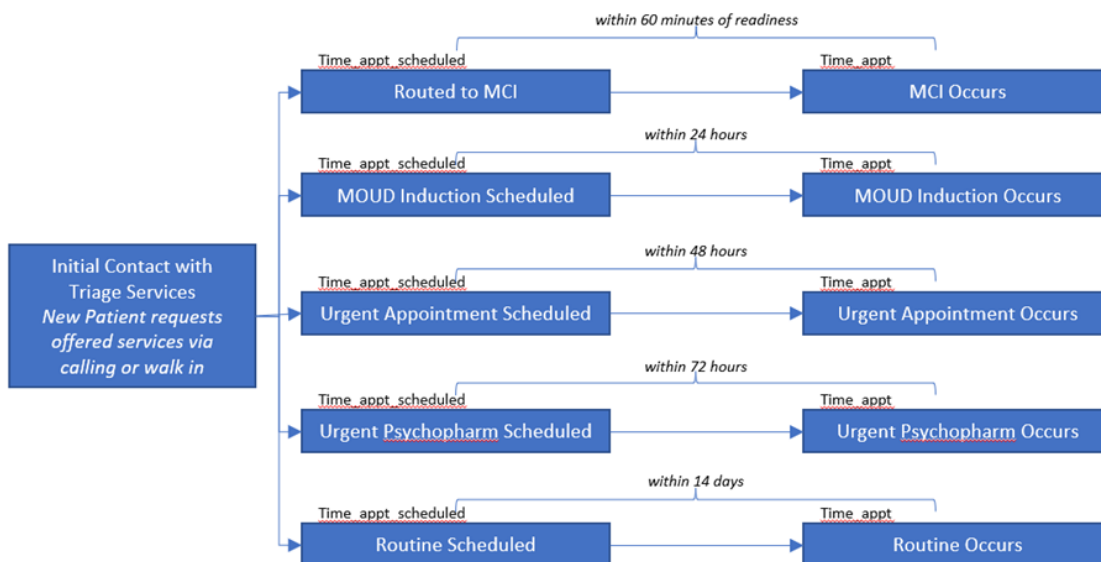 within 60 minutes of readiness
Time_appt_scheduled
Time_appt
Routed to MCI
MCI Occurs
within 24 hours
Time_appt_scheduled
Time_appt
MOUD Induction Scheduled
MOUD Induction Occurs
Initial Contact with
Triage Services
New Patient requests
offered services via
calling or walk in
within 48 hours
Time_appt_scheduled
Time_appt
Urgent Appointment Scheduled
Urgent Appointment Occurs
within 72 hours
Time_appt_scheduled
Time_appt
Urgent Psychopharm Scheduled
Urgent Psychopharm Occurs
within 14 days
Time_appt_scheduled
Time_appt
Routine Scheduled
Routine Occurs